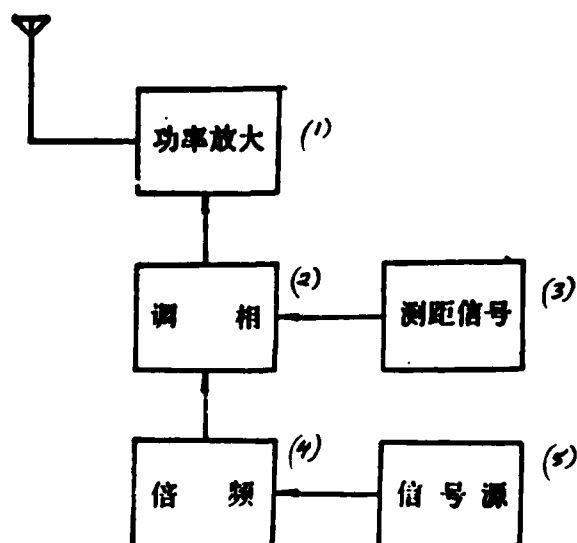 功率放大 (1)
调相 (2)
测距信号 (3)
倍频 (4)
信号源 (5)